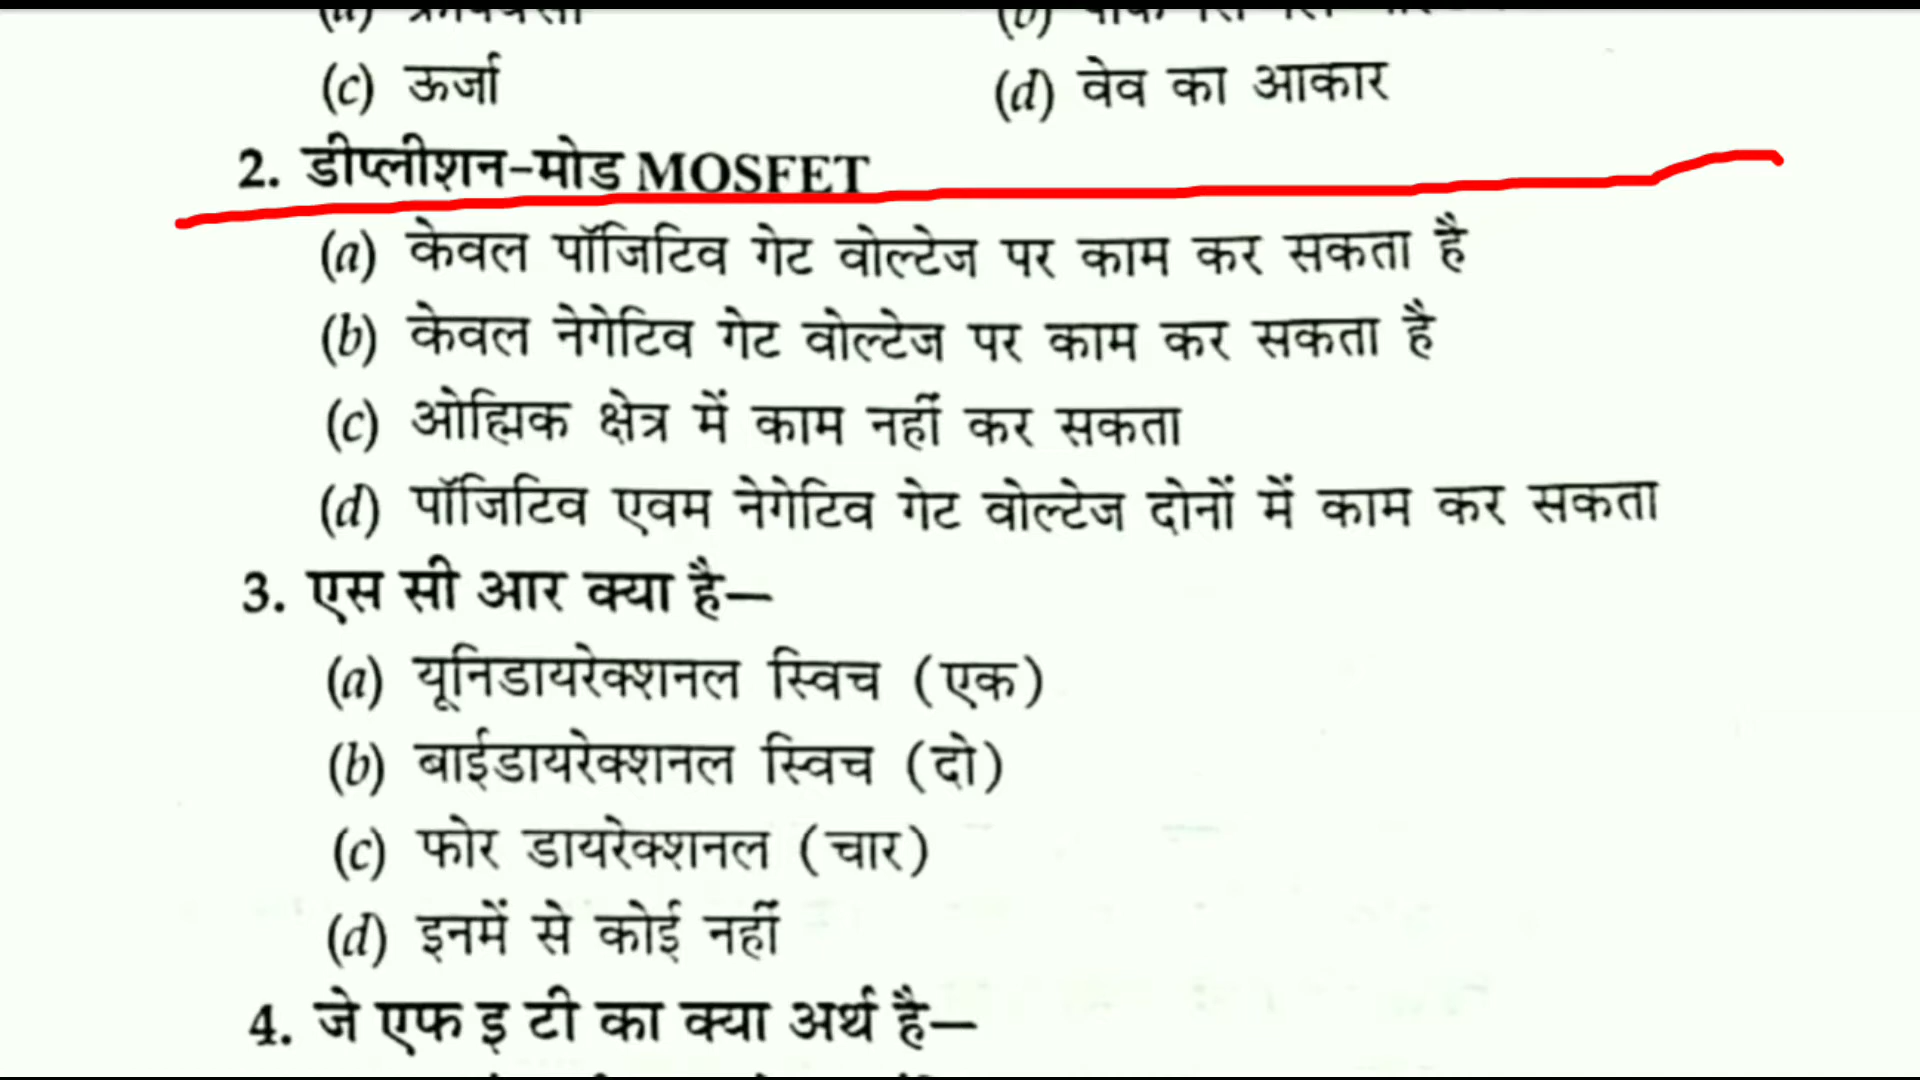 (c) ऊर्जा (d) वेव का आकार
2. डीप्लीशन-मोड MOSFET
(a) केवल पॉजिटिव गेट वोल्टेज पर काम कर सकता है
(b) केवल नेगेटिव गेट वोल्टेज पर काम कर सकता है
(c) ओह्मिक क्षेत्र में काम नहीं कर सकता
(d) पॉजिटिव एवम नेगेटिव गेट वोल्टेज दोनों में काम कर सकता
3. एस सी आर क्या है—
(a) यूनिडायरेक्शनल स्विच (एक)
(b) बाईडायरेक्शनल स्विच (दो)
(c) फोर डायरेक्शनल (चार)
(d) इनमें से कोई नहीं
4. जे एफ इ टी का क्या अर्थ है—